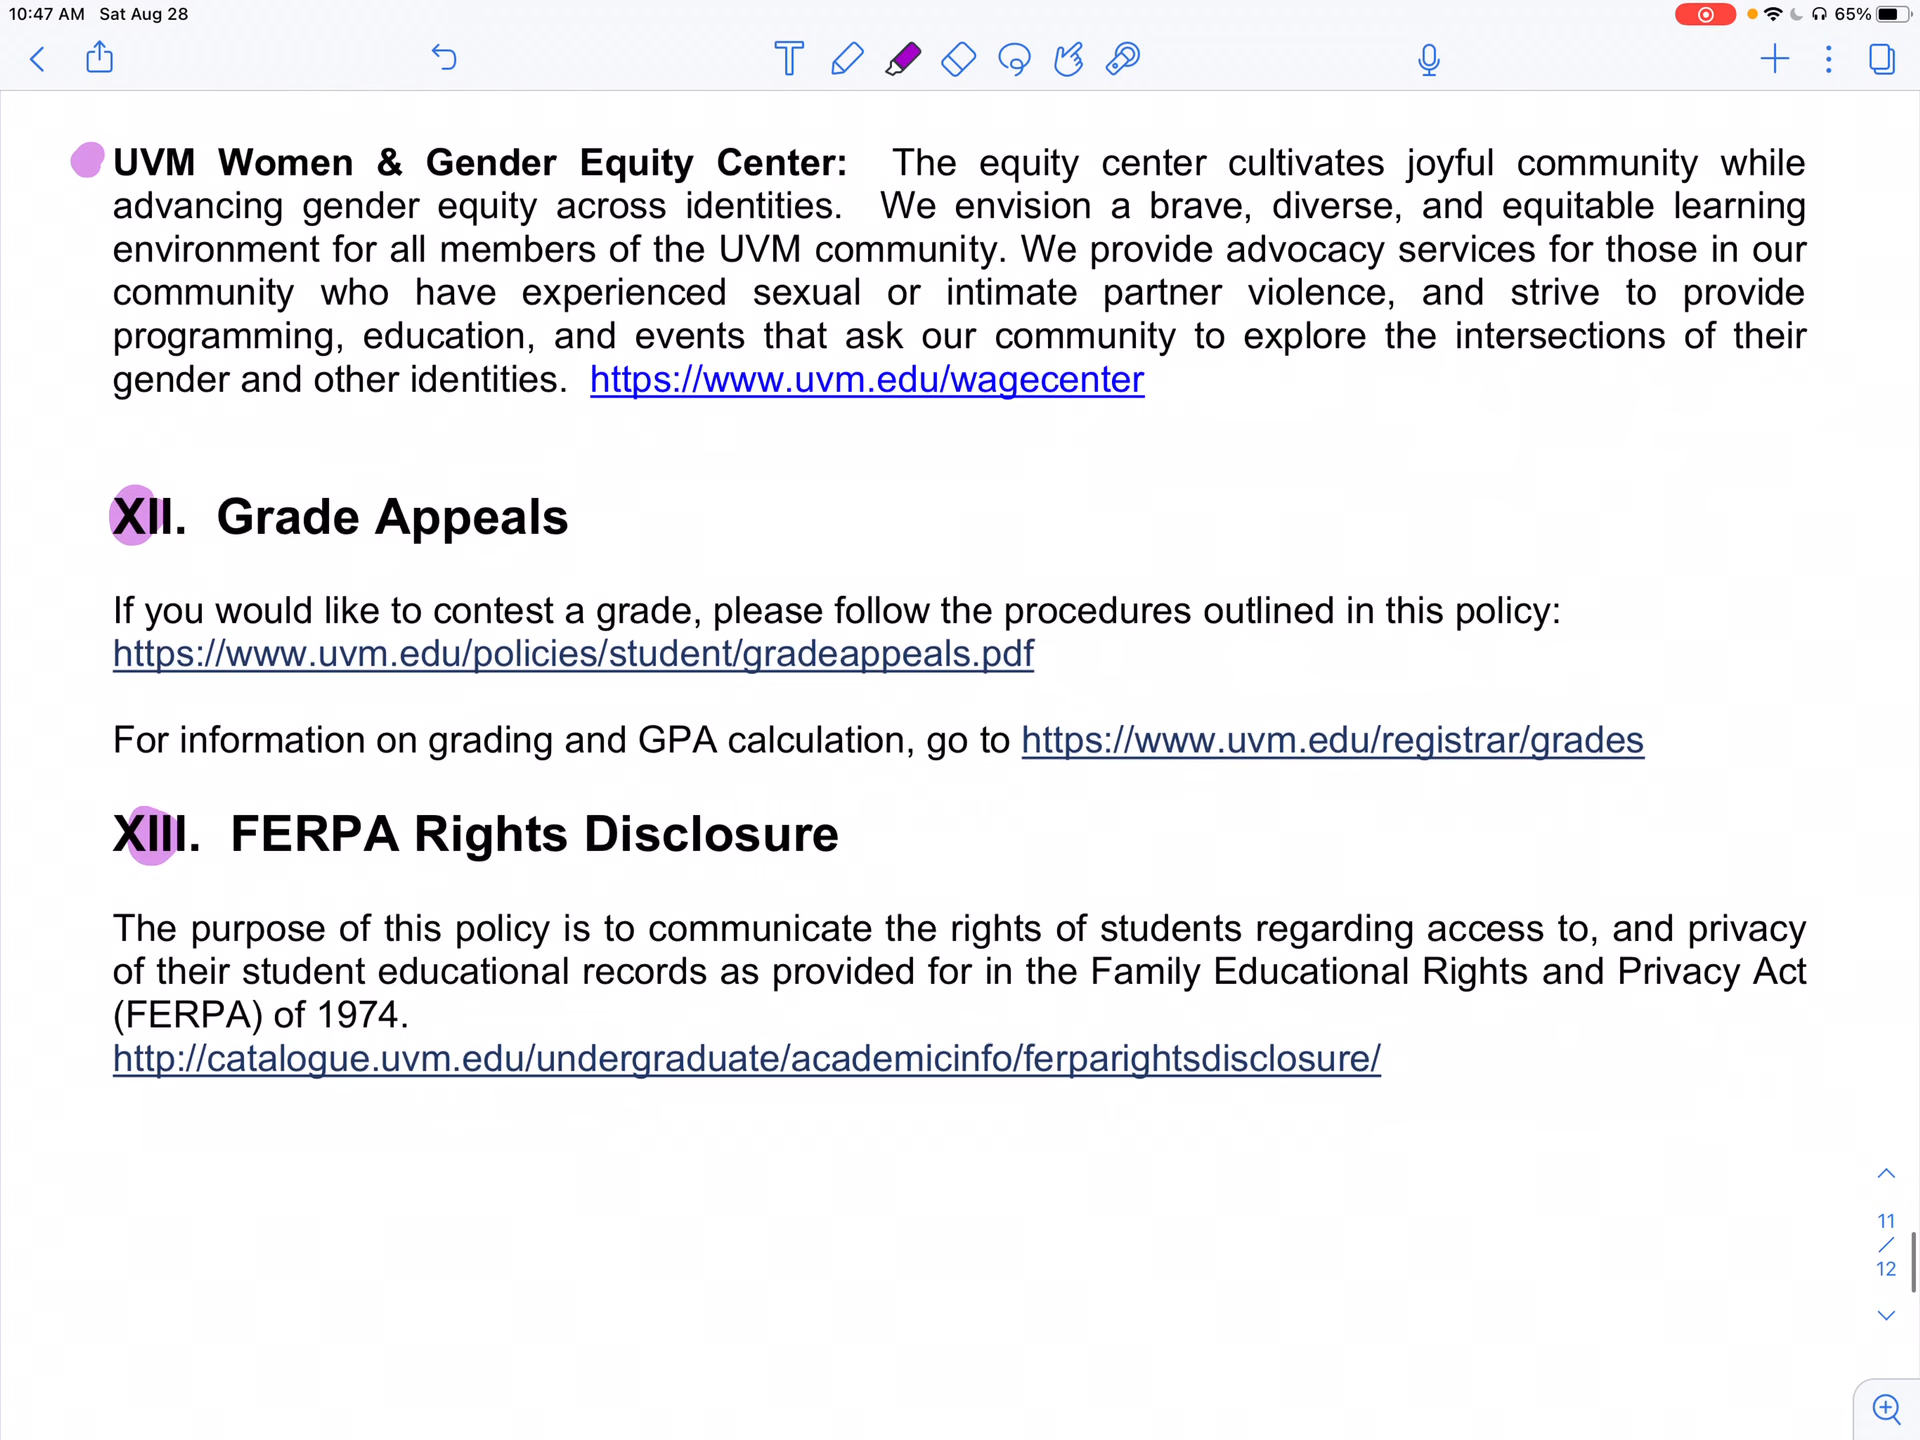 10:47 AM Sat Aug 28
65%
UVM Women & Gender Equity Center: The equity center cultivates joyful community while
advancing gender equity across identities. We envision a brave, diverse, and equitable learning
environment for all members of the UVM community. We provide advocacy services for those in our
community who have experienced sexual or intimate partner violence, and strive to provide
programming, education, and events that ask our community to explore the intersections of their
gender and other identities. https://www.uvm.edu/wagecenter
XII. Grade Appeals
If you would like to contest a grade, please follow the procedures outlined in this policy:
https://www.uvm.edu/policies/student/gradeappeals.pdf
For information on grading and GPA calculation, go to https://www.uvm.edu/registrar/grades
XIII. FERPA Rights Disclosure
The purpose of this policy is to communicate the rights of students regarding access to, and privacy
of their student educational records as provided for in the Family Educational Rights and Privacy Act
(FERPA) of 1974.
http://catalogue.uvm.edu/undergraduate/academicinfo/ferparightsdisclosure/
11
/
12